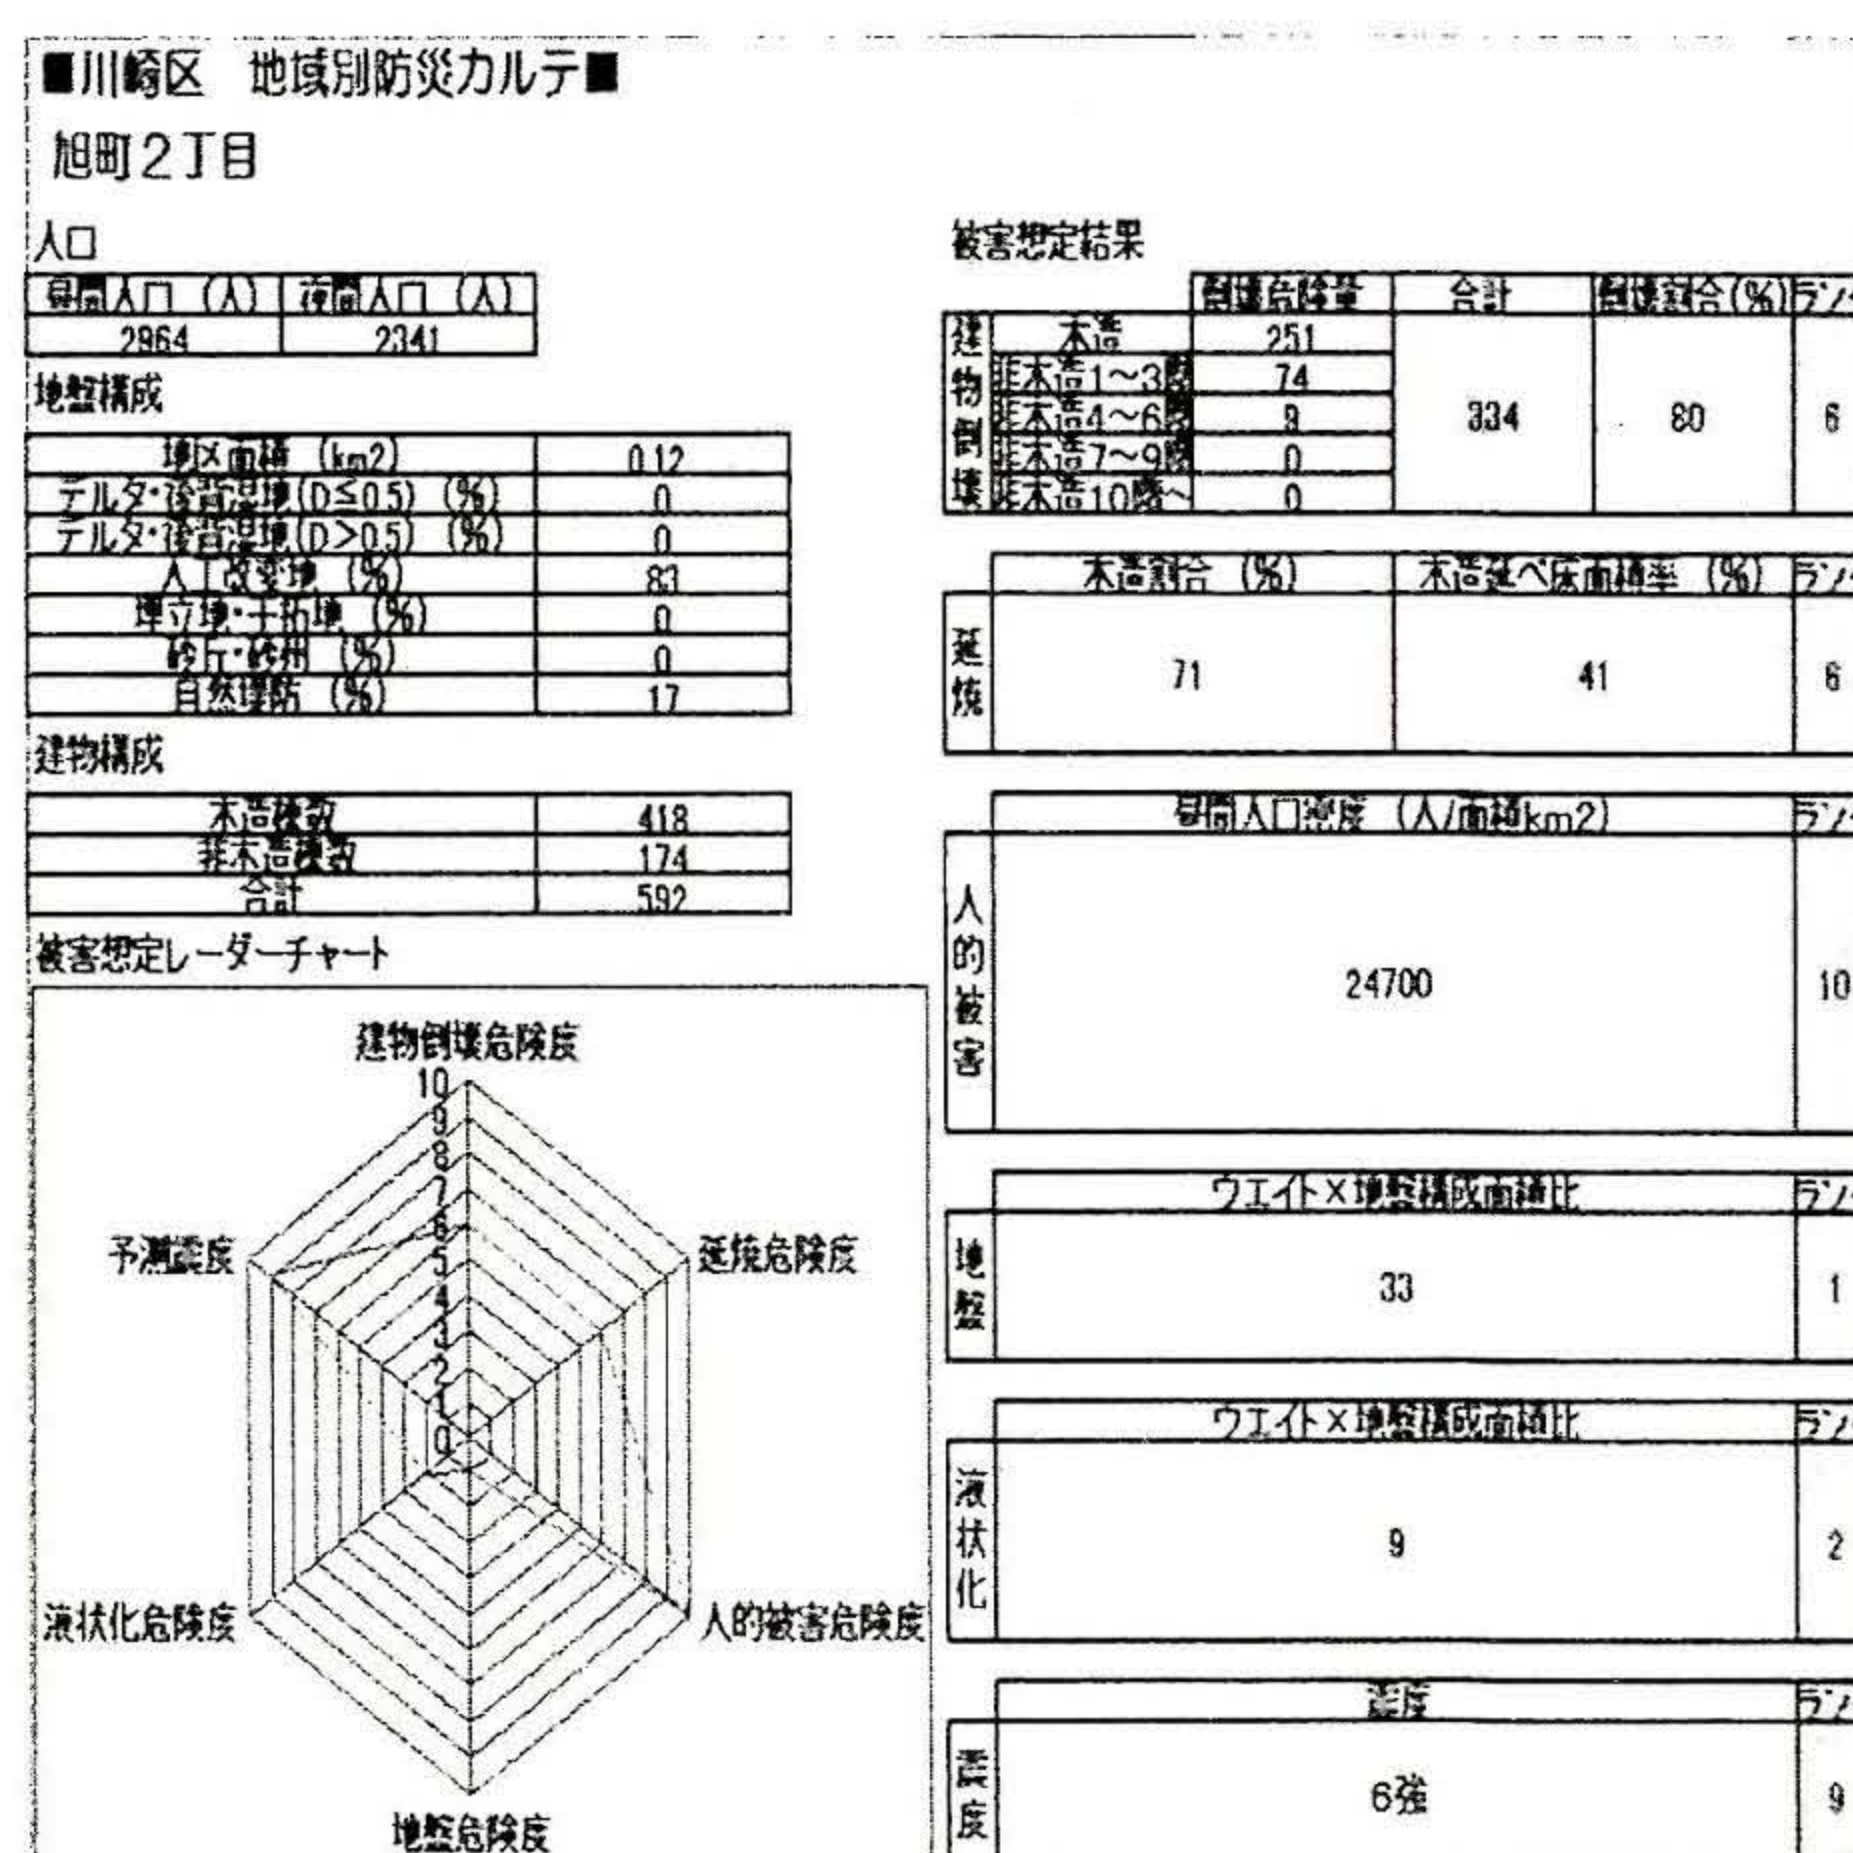 ■川崎区 地域別防災カルテ■
旭町2丁目
人口
昼間人口 (人) 夜間人口 (人)
2964 2341
地盤構成
地区面積 (km2) 0.12
デルタ・後背湿地(D≦0.5) (%) 0
デルタ・後背湿地(D>0.5) (%) 0
人工改変地 (%) 83
埋立地・干拓地 (%) 0
砂丘・砂州 (%) 0
自然堤防 (%) 17
建物構成
木造棟数 418
非木造棟数 174
合計 592
被害想定レーダーチャート
建物倒壊危険度
10
9
8
7
6
5
4
3
2
1
0
予測震度
延焼危険度
液状化危険度
人的被害危険度
地盤危険度
被害想定結果
倒壊危険量 合計 倒壊割合(%) ラン
建物倒壊
木造 251
非木造1～3階 74
非木造4～6階 9
非木造7～9階 0
非木造10階～ 0
334 80 6
木造割合 (%) 木造延べ床面積率 (%) ラン
延焼 71 41 6
昼間人口密度 (人/面積km2) ラン
人的被害 24700 10
ウエイト×地盤構成面積比 ラン
地盤 33 1
ウエイト×地盤構成面積比 ラン
液状化 9 2
震度 ラン
震度 6強 9